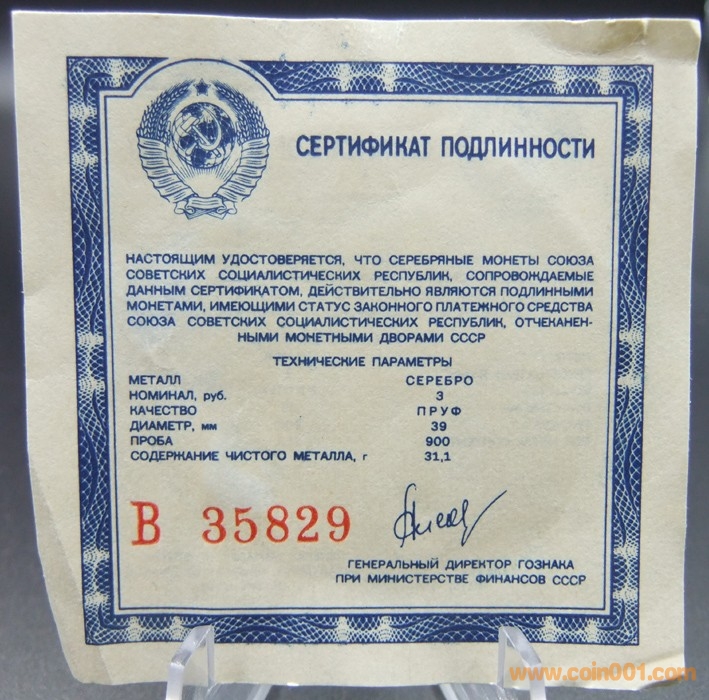 СЕРТИФИКАТ ПОДЛИННОСТИ
НАСТОЯЩИМ УДОСТОВЕРЯЕТСЯ, ЧТО СЕРЕБРЯНЫЕ МОНЕТЫ СОЮЗА
СОВЕТСКИХ СОЦИАЛИСТИЧЕСКИХ РЕСПУБЛИК, СОПРОВОЖДАЕМЫЕ
ДАННЫМ СЕРТИФИКАТОМ, ДЕЙСТВИТЕЛЬНО ЯВЛЯЮТСЯ ПОДЛИННЫМИ
МОНЕТАМИ, ИМЕЮЩИМИ СТАТУС ЗАКОННОГО ПЛАТЕЖНОГО СРЕДСТВА
СОЮЗА СОВЕТСКИХ СОЦИАЛИСТИЧЕСКИХ РЕСПУБЛИК, ОТЧЕКАНЕН-
НЫМИ МОНЕТНЫМИ ДВОРАМИ СССР
ТЕХНИЧЕСКИЕ ПАРАМЕТРЫ
МЕТАЛЛ СЕРЕБРО
НОМИНАЛ, руб. 3
КАЧЕСТВО ПРУФ
ДИАМЕТР, мм 39
ПРОБА 900
СОДЕРЖАНИЕ ЧИСТОГО МЕТАЛЛА, г 31,1
В 35829
ГЕНЕРАЛЬНЫЙ ДИРЕКТОР ГОЗНАКА
ПРИ МИНИСТЕРСТВЕ ФИНАНСОВ СССР
www.coin001.com